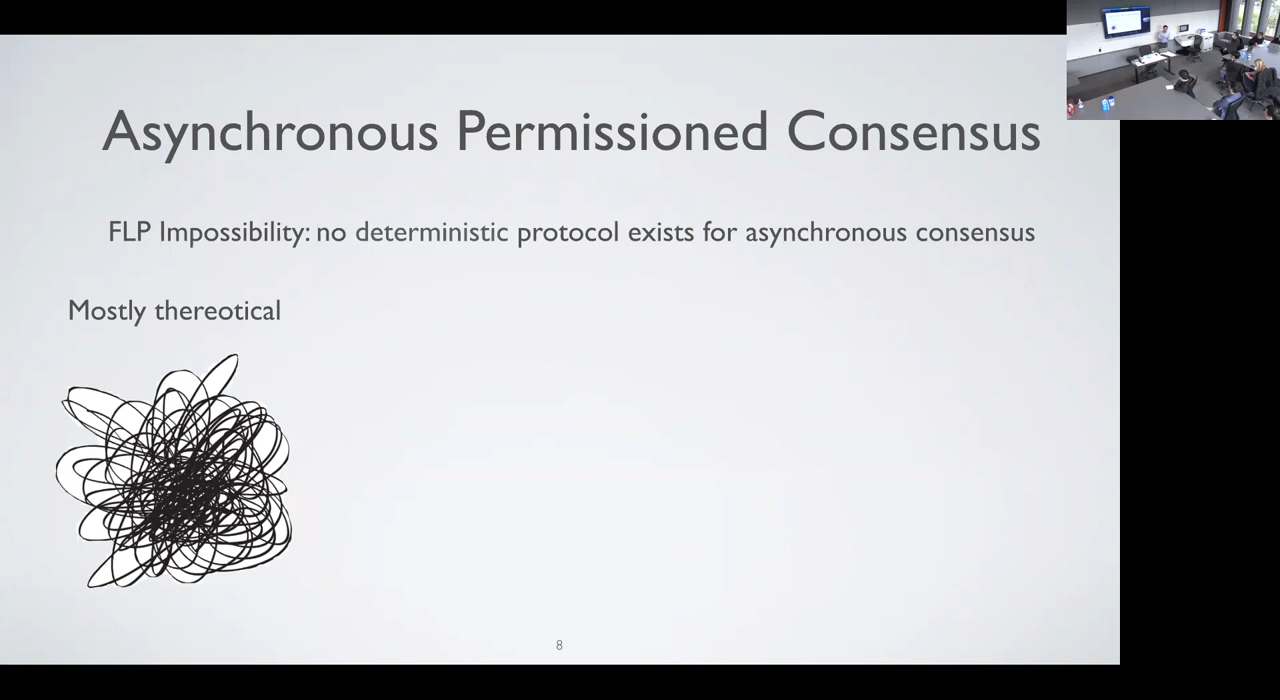 Asynchronous Permissioned Consensus
FLP Impossibility: no deterministic protocol exists for asynchronous consensus
Mostly thereotical
8